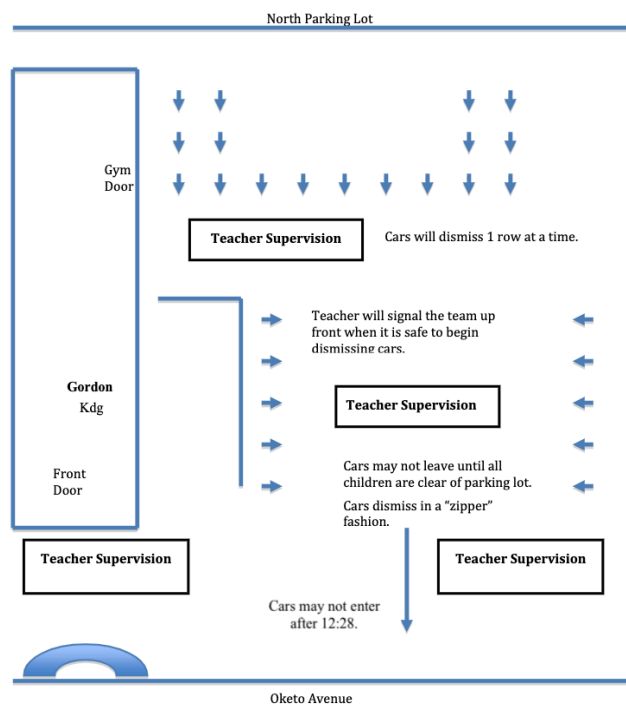 North Parking Lot
Gym
Door
Teacher Supervision
Cars will dismiss 1 row at a time.
Teacher will signal the team up
front when it is safe to begin
dismissing cars.
Gordon
Kdg
Teacher Supervision
Front
Door
Cars may not leave until all
children are clear of parking lot.
Cars dismiss in a “zipper”
fashion.
Teacher Supervision
Teacher Supervision
Cars may not enter
after 12:28.
Oketo Avenue